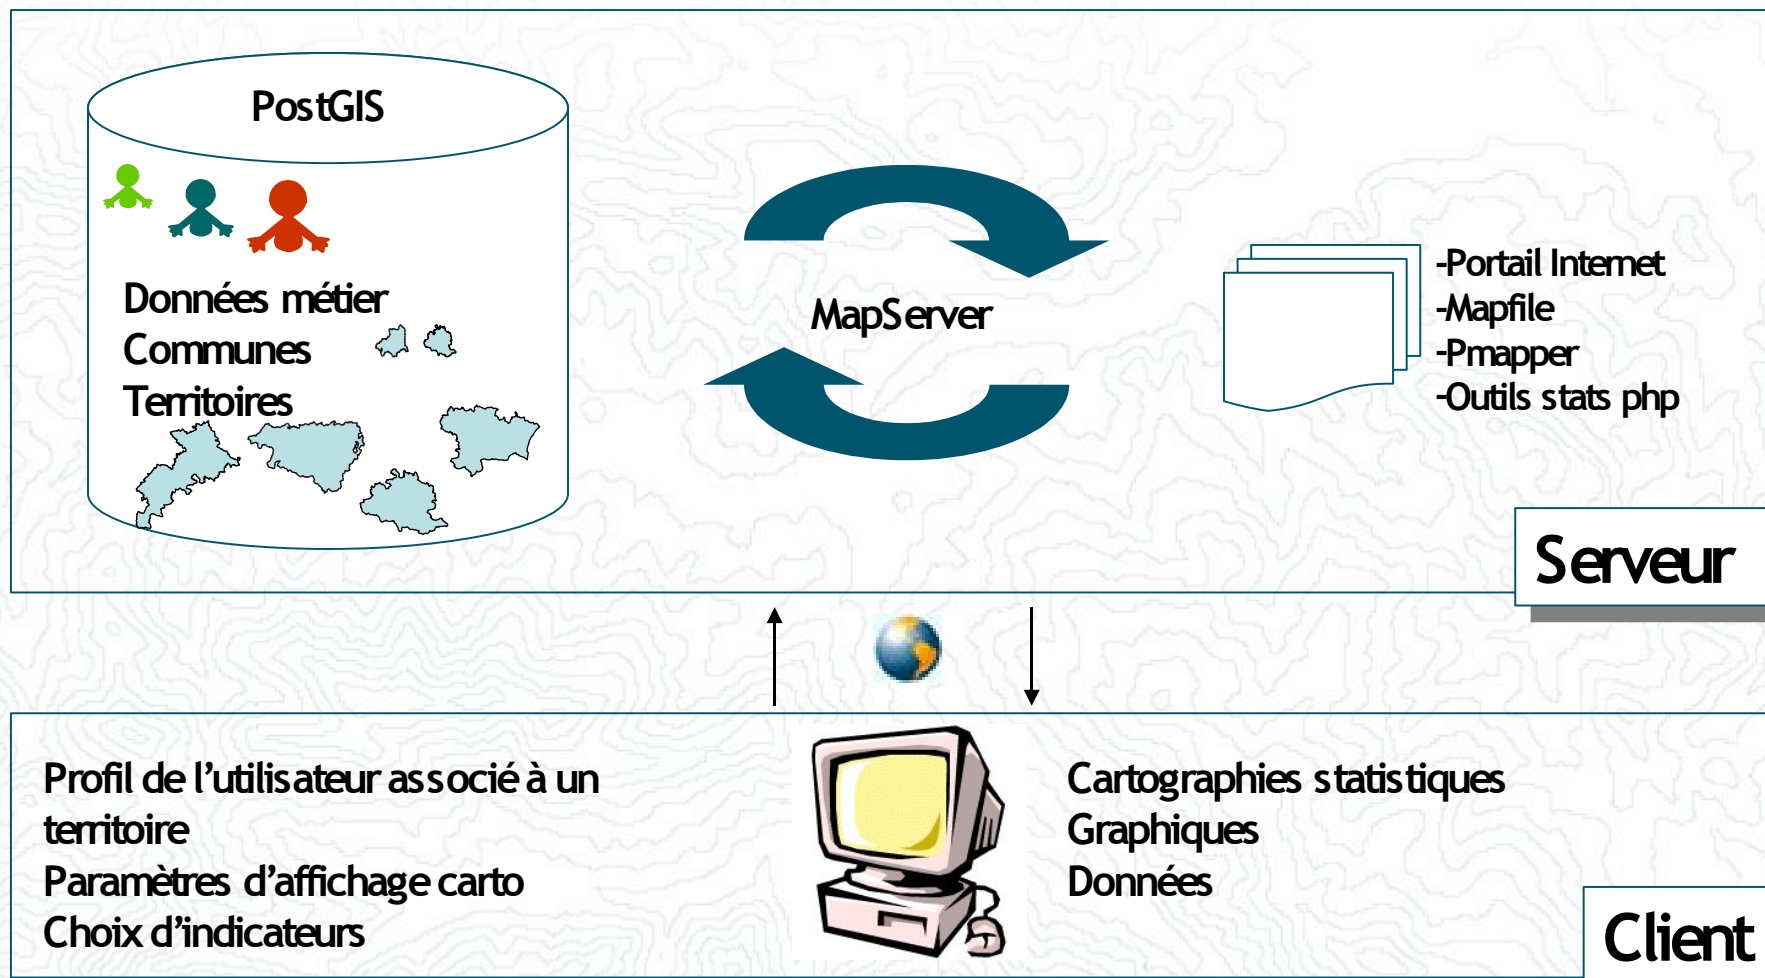 PostGIS
Données métier
Communes
Territoires
MapServer
-Portail Internet
-Mapfile
-Pmapper
-Outils stats php
Serveur
Profil de l'utilisateur associé à un
territoire
Paramètres d'affichage carto
Choix d'indicateurs
Cartographies statistiques
Graphiques
Données
Client